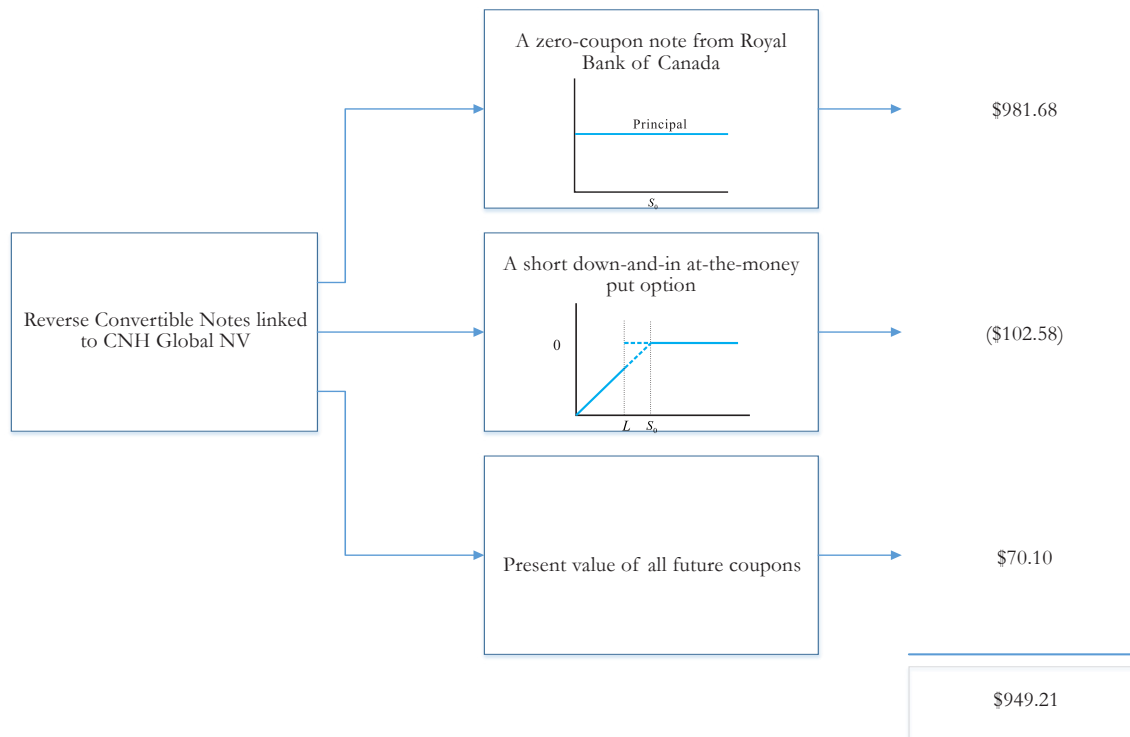 A zero-coupon note from Royal
Bank of Canada
Principal
S₀
$981.68
Reverse Convertible Notes linked
to CNH Global NV
A short down-and-in at-the-money
put option
0
L S₀
($102.58)
Present value of all future coupons
$70.10
$949.21